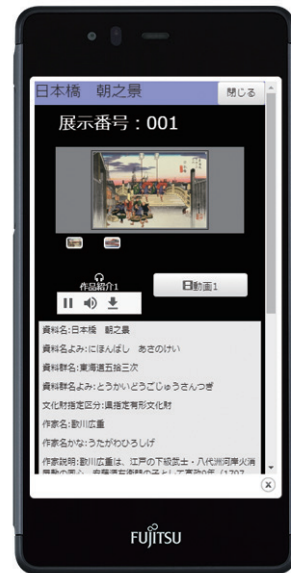 日本橋　朝之景
閉じる
展示番号：001
作品紹介1
動画1
資料名:日本橋　朝之景
資料名よみ:にほんばし　あさのけい
資料群名:東海道五拾三次
資料群名よみ:とうかいどうごじゅうさんつぎ
文化財指定区分:県指定有形文化財
作家名:歌川広重
作家名かな:うたがわひろしげ
作家説明:歌川広重は、江戸の下級武士・八代洲河岸火消
FUJITSU